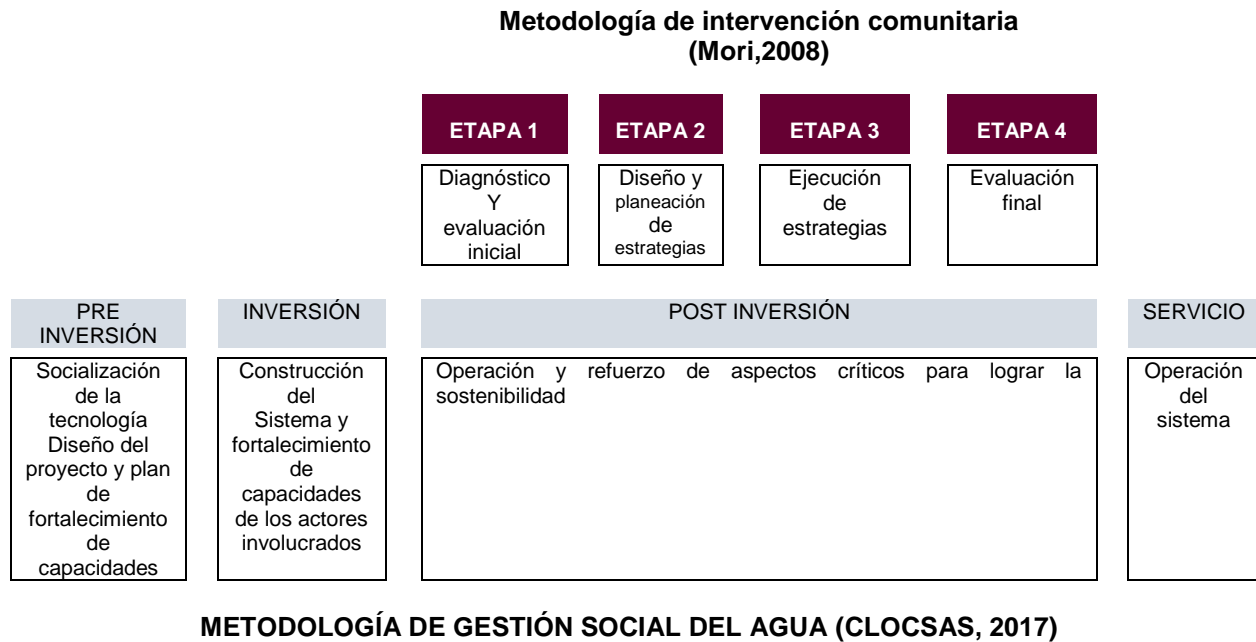 Metodología de intervención comunitaria
(Mori,2008)
ETAPA 1
ETAPA 2
ETAPA 3
ETAPA 4
Diagnóstico
Y
evaluación
inicial
Diseño y
planeación
de
estrategias
Ejecución
de
estrategias
Evaluación
final
PRE
INVERSIÓN
INVERSIÓN
POST INVERSIÓN
SERVICIO
Socialización
de la
tecnología
Diseño del
proyecto y plan
de
fortalecimiento
de
capacidades
Construcción
del
Sistema y
fortalecimiento
de
capacidades
de los actores
involucrados
Operación y refuerzo de aspectos críticos para lograr la
sostenibilidad
Operación
del
sistema
METODOLOGÍA DE GESTIÓN SOCIAL DEL AGUA (CLOCSAS, 2017)